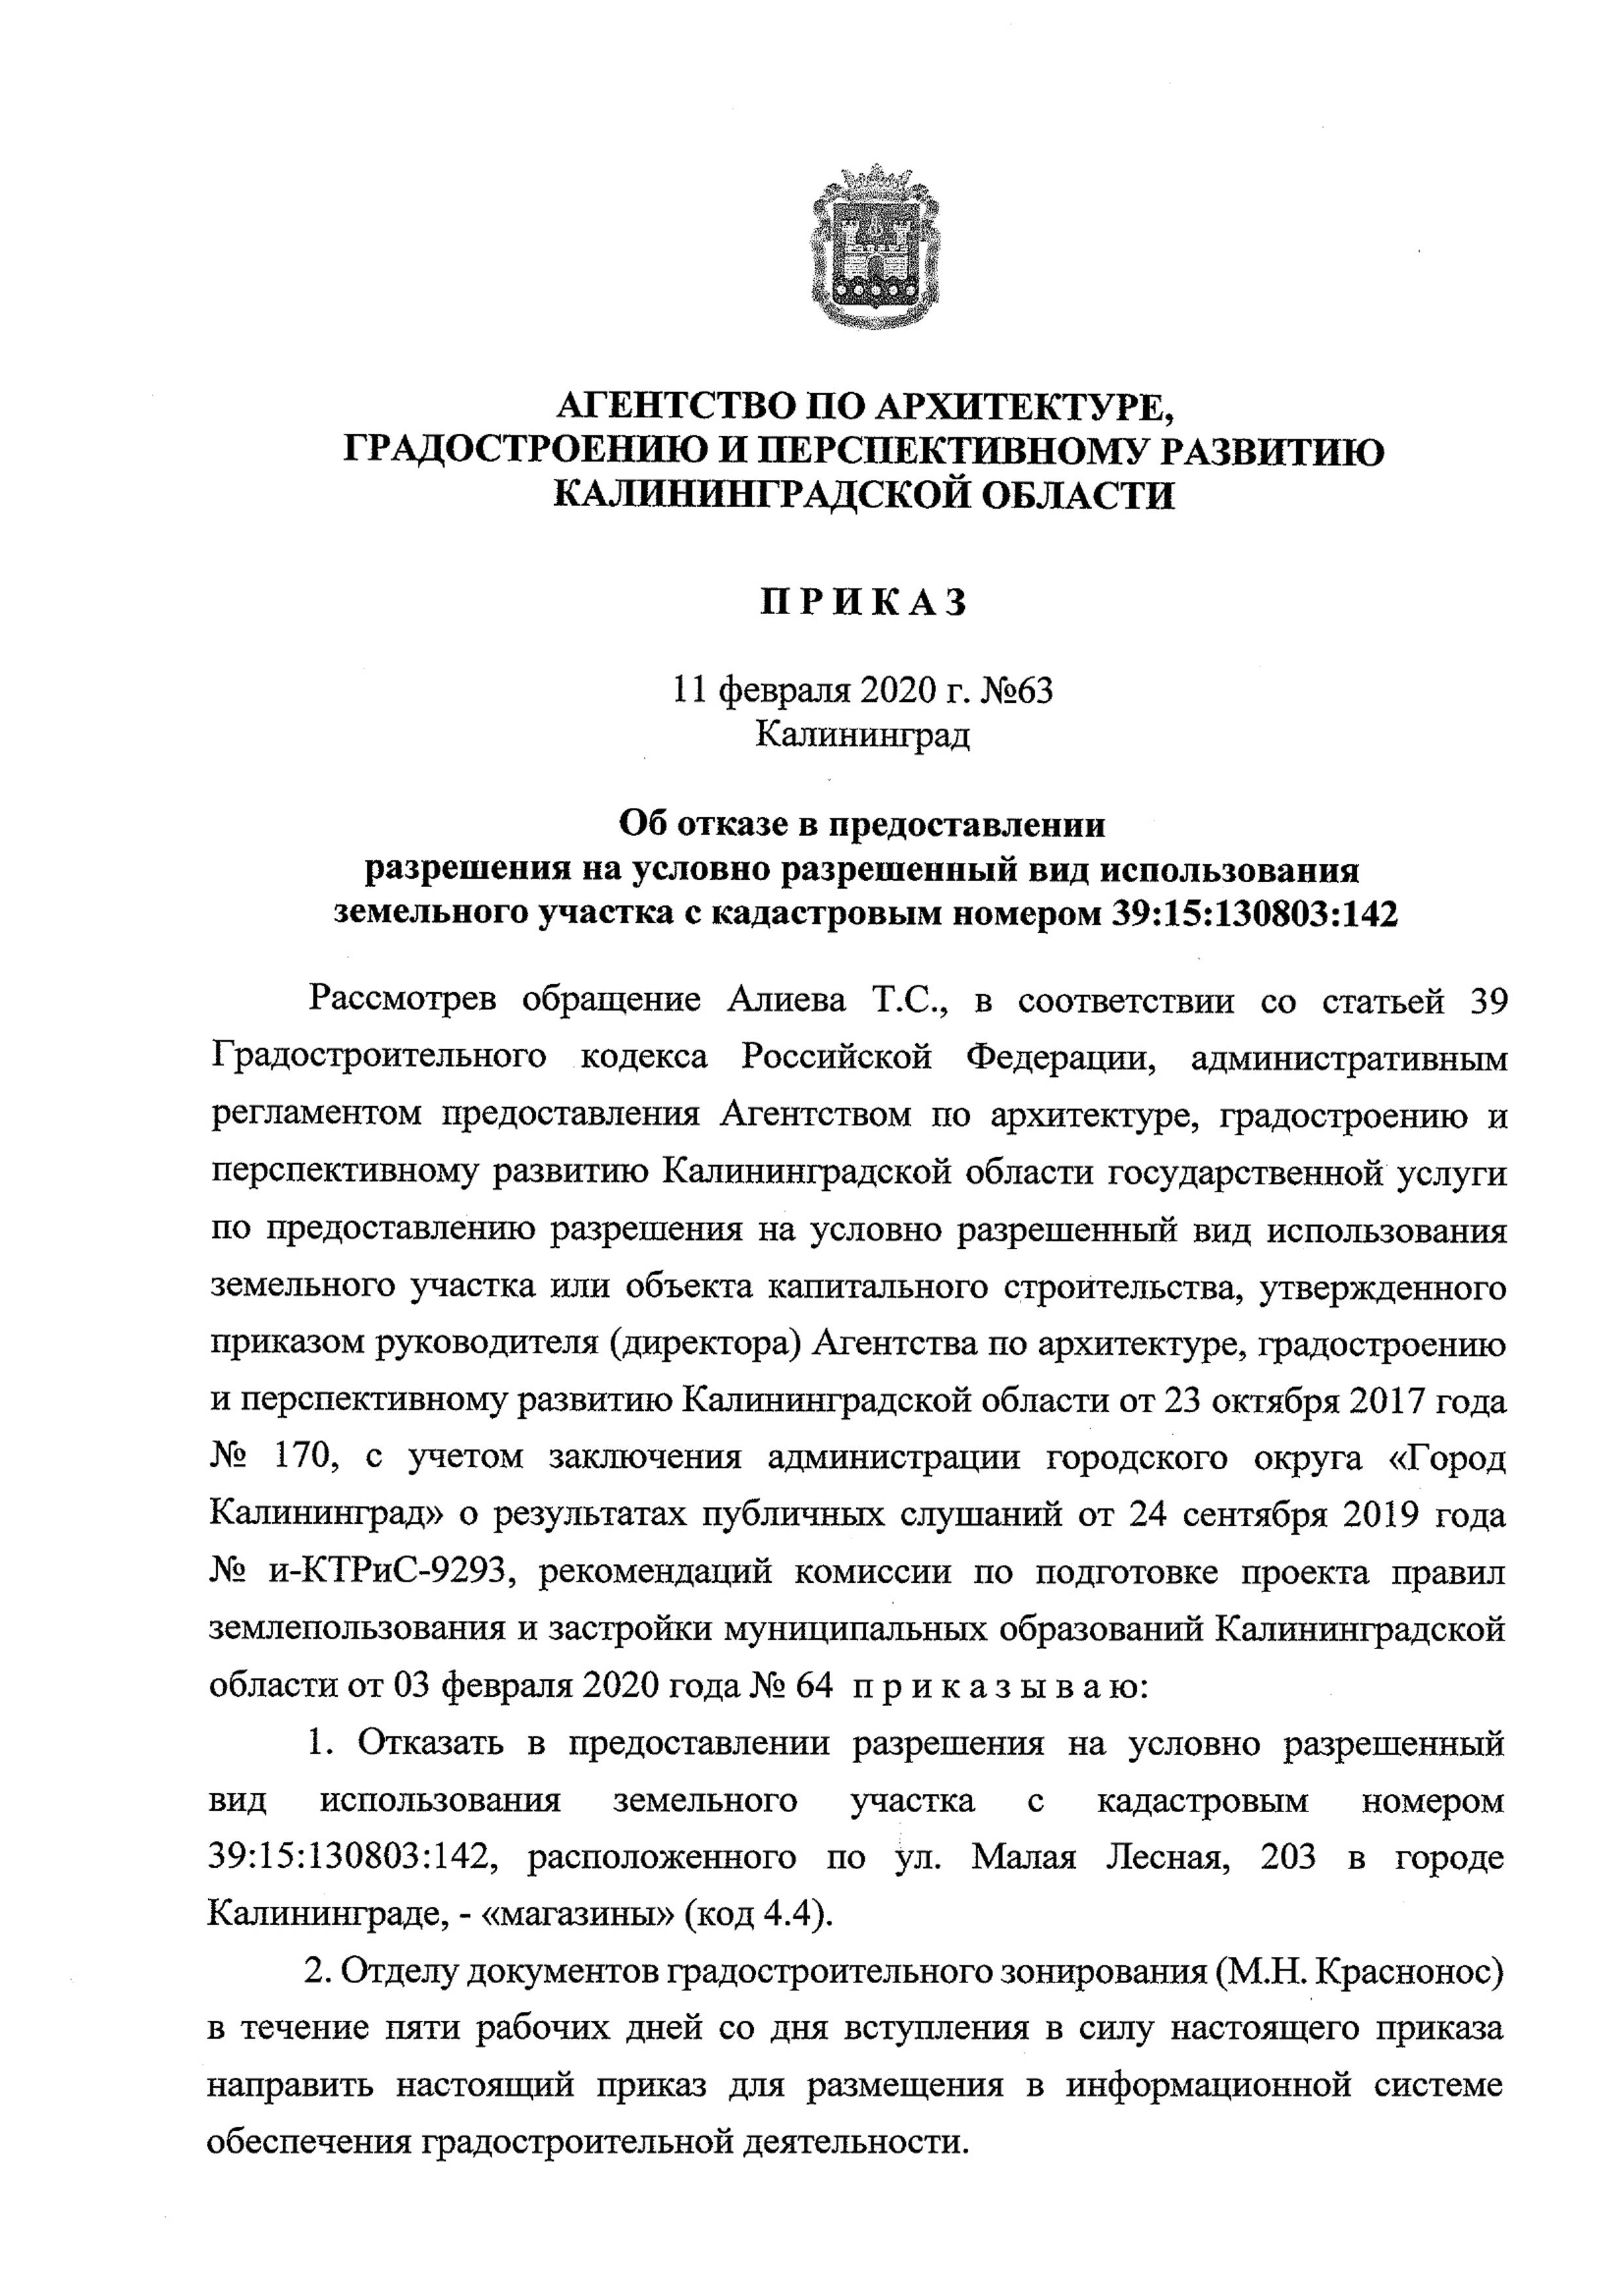 АГЕНТСТВО ПО АРХИТЕКТУРЕ,
ГРАДОСТРОЕНИЮ И ПЕРСПЕКТИВНОМУ РАЗВИТИЮ
КАЛИНИНГРАДСКОЙ ОБЛАСТИ
П Р И К А З
11 февраля 2020 г. №63
Калининград
Об отказе в предоставлении
разрешения на условно разрешенный вид использования
земельного участка с кадастровым номером 39:15:130803:142
Рассмотрев обращение Алиева Т.С., в соответствии со статьей 39
Градостроительного кодекса Российской Федерации, административным
регламентом предоставления Агентством по архитектуре, градостроению и
перспективному развитию Калининградской области государственной услуги
по предоставлению разрешения на условно разрешенный вид использования
земельного участка или объекта капитального строительства, утвержденного
приказом руководителя (директора) Агентства по архитектуре, градостроению
и перспективному развитию Калининградской области от 23 октября 2017 года
№ 170, с учетом заключения администрации городского округа «Город
Калининград» о результатах публичных слушаний от 24 сентября 2019 года
№ и-КТРиС-9293, рекомендаций комиссии по подготовке проекта правил
землепользования и застройки муниципальных образований Калининградской
области от 03 февраля 2020 года № 64 п р и к а з ы в а ю:
1. Отказать в предоставлении разрешения на условно разрешенный
вид использования земельного участка с кадастровым номером
39:15:130803:142, расположенного по ул. Малая Лесная, 203 в городе
Калининграде, - «магазины» (код 4.4).
2. Отделу документов градостроительного зонирования (М.Н. Краснонос)
в течение пяти рабочих дней со дня вступления в силу настоящего приказа
направить настоящий приказ для размещения в информационной системе
обеспечения градостроительной деятельности.